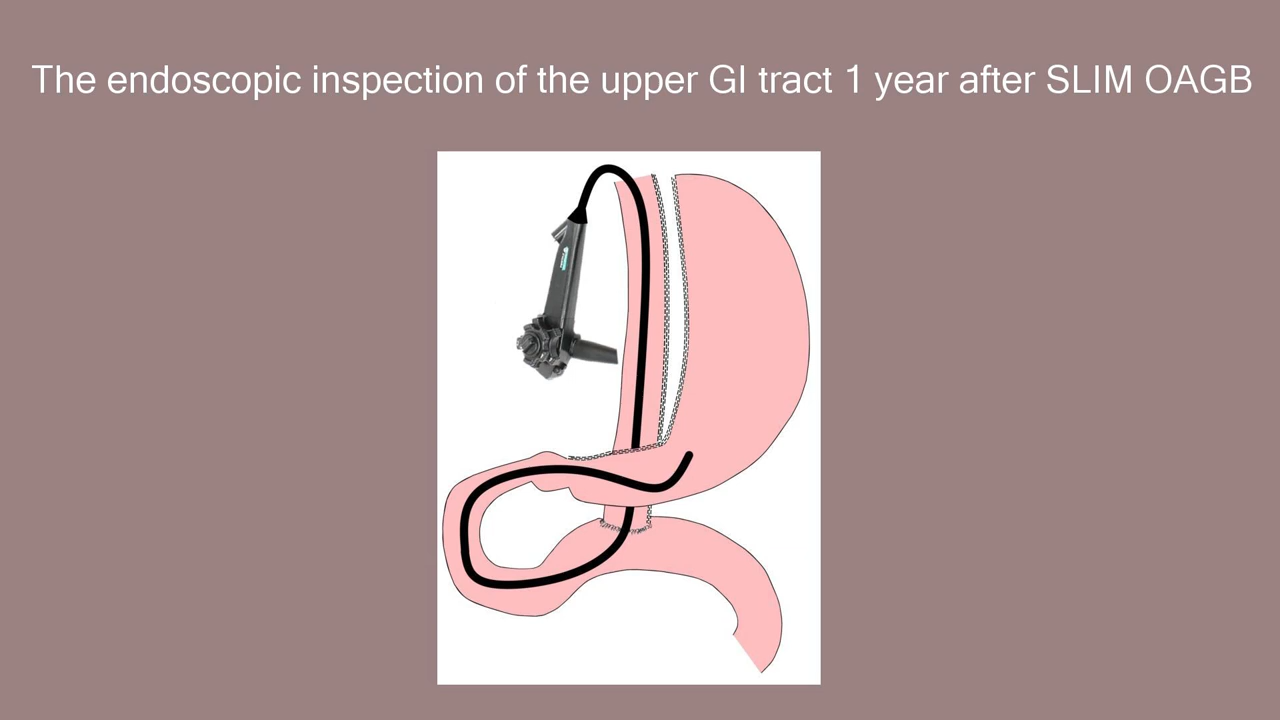 The endoscopic inspection of the upper GI tract 1 year after SLIM OAGB